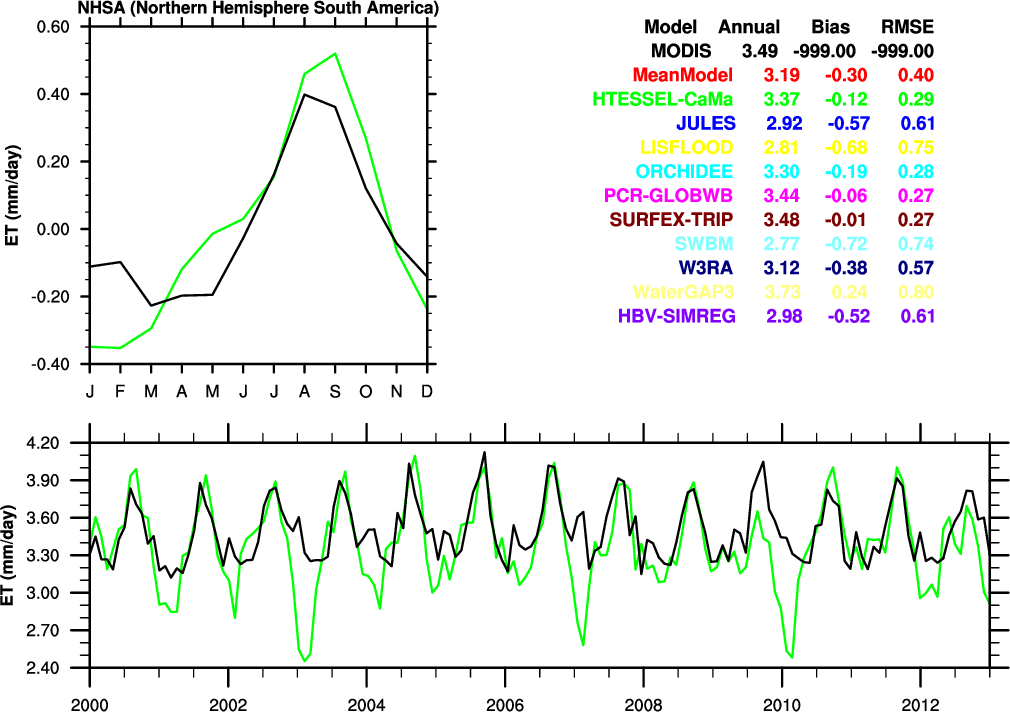 NHSA (Northern Hemisphere South America)
0.60
0.40
0.20
0.00
-0.20
-0.40
ET (mm/day)
J F M A M J J A S O N D
Model Annual Bias RMSE
MODIS 3.49 -999.00 -999.00
MeanModel 3.19 -0.30 0.40
HTESSEL-CaMa 3.37 -0.12 0.29
JULES 2.92 -0.57 0.61
LISFLOOD 2.81 -0.68 0.75
ORCHIDEE 3.30 -0.19 0.28
PCR-GLOBWB 3.44 -0.06 0.27
SURFEX-TRIP 3.48 -0.01 0.27
SWBM 2.77 -0.72 0.74
W3RA 3.12 -0.38 0.57
WaterGAP3 3.73 0.24 0.80
HBV-SIMREG 2.98 -0.52 0.61
4.20
3.90
3.60
3.30
3.00
2.70
2.40
ET (mm/day)
2000 2002 2004 2006 2008 2010 2012